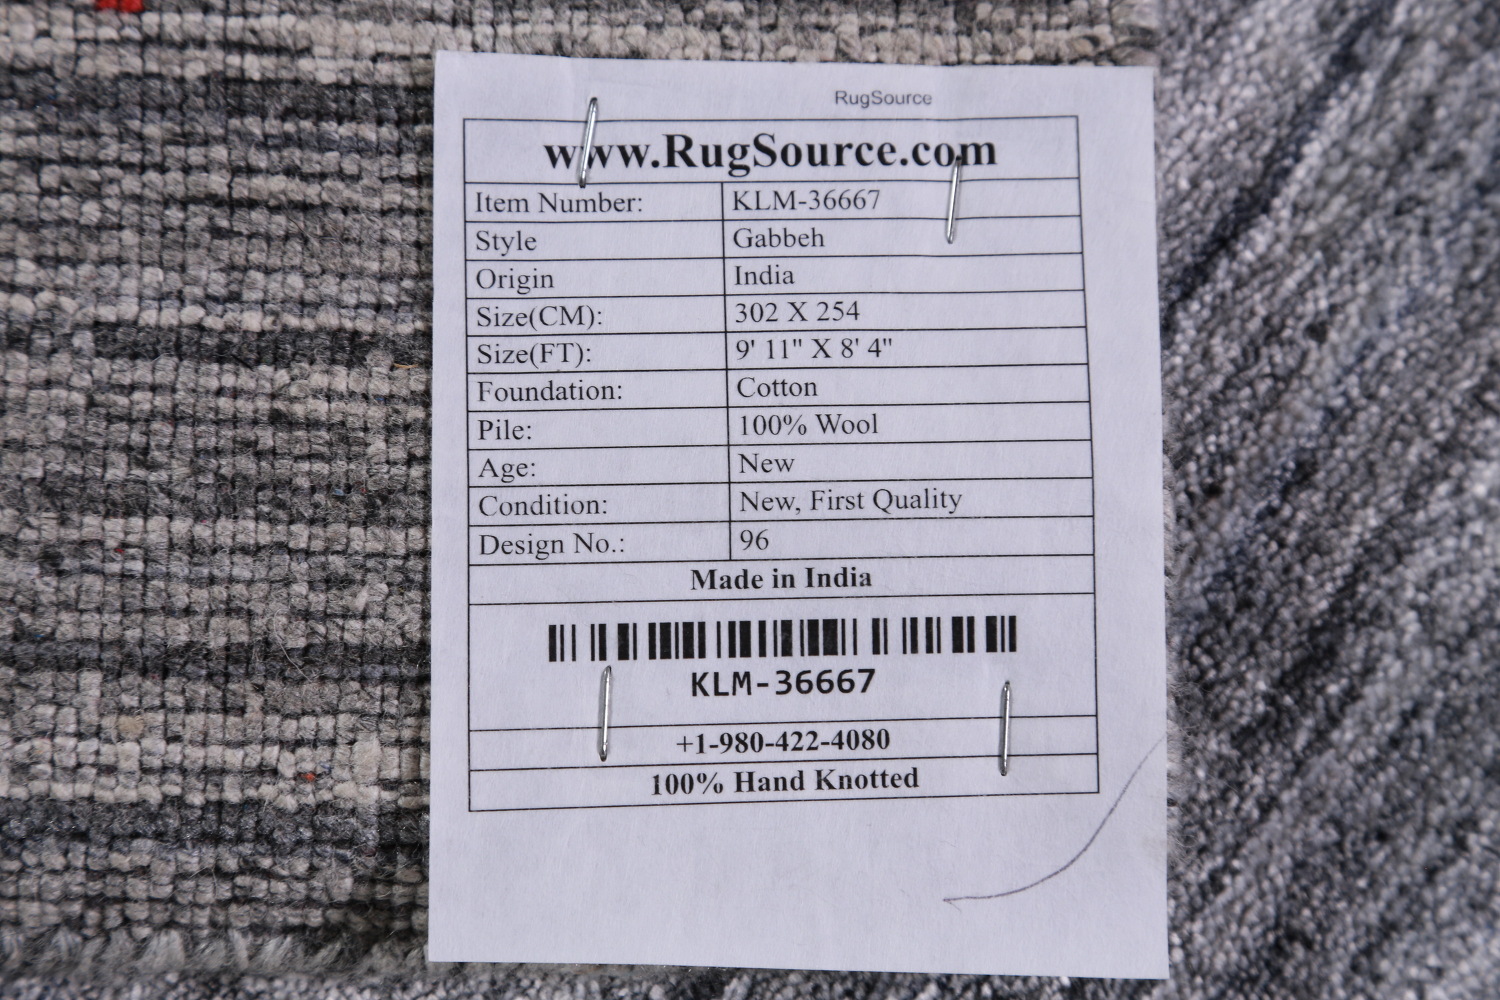 RugSource
www.RugSource.com
Item Number: KLM-36667
Style Gabbeh
Origin India
Size(CM): 302 X 254
Size(FT): 9' 11" X 8' 4"
Foundation: Cotton
Pile: 100% Wool
Age: New
Condition: New, First Quality
Design No.: 96
Made in India
KLM-36667
+1-980-422-4080
100% Hand Knotted